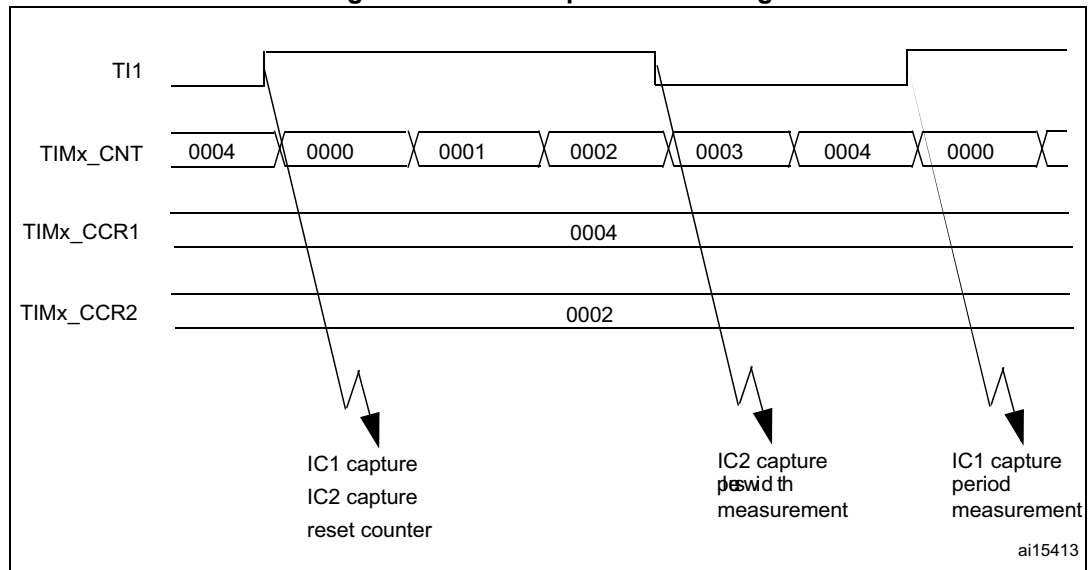 TI1
TIMx_CNT 0004 0000 0001 0002 0003 0004 0000
TIMx_CCR1 0004
TIMx_CCR2 0002
IC1 capture
IC2 capture
reset counter
IC2 capture
measurement
IC1 capture
period
measurement
ai15413